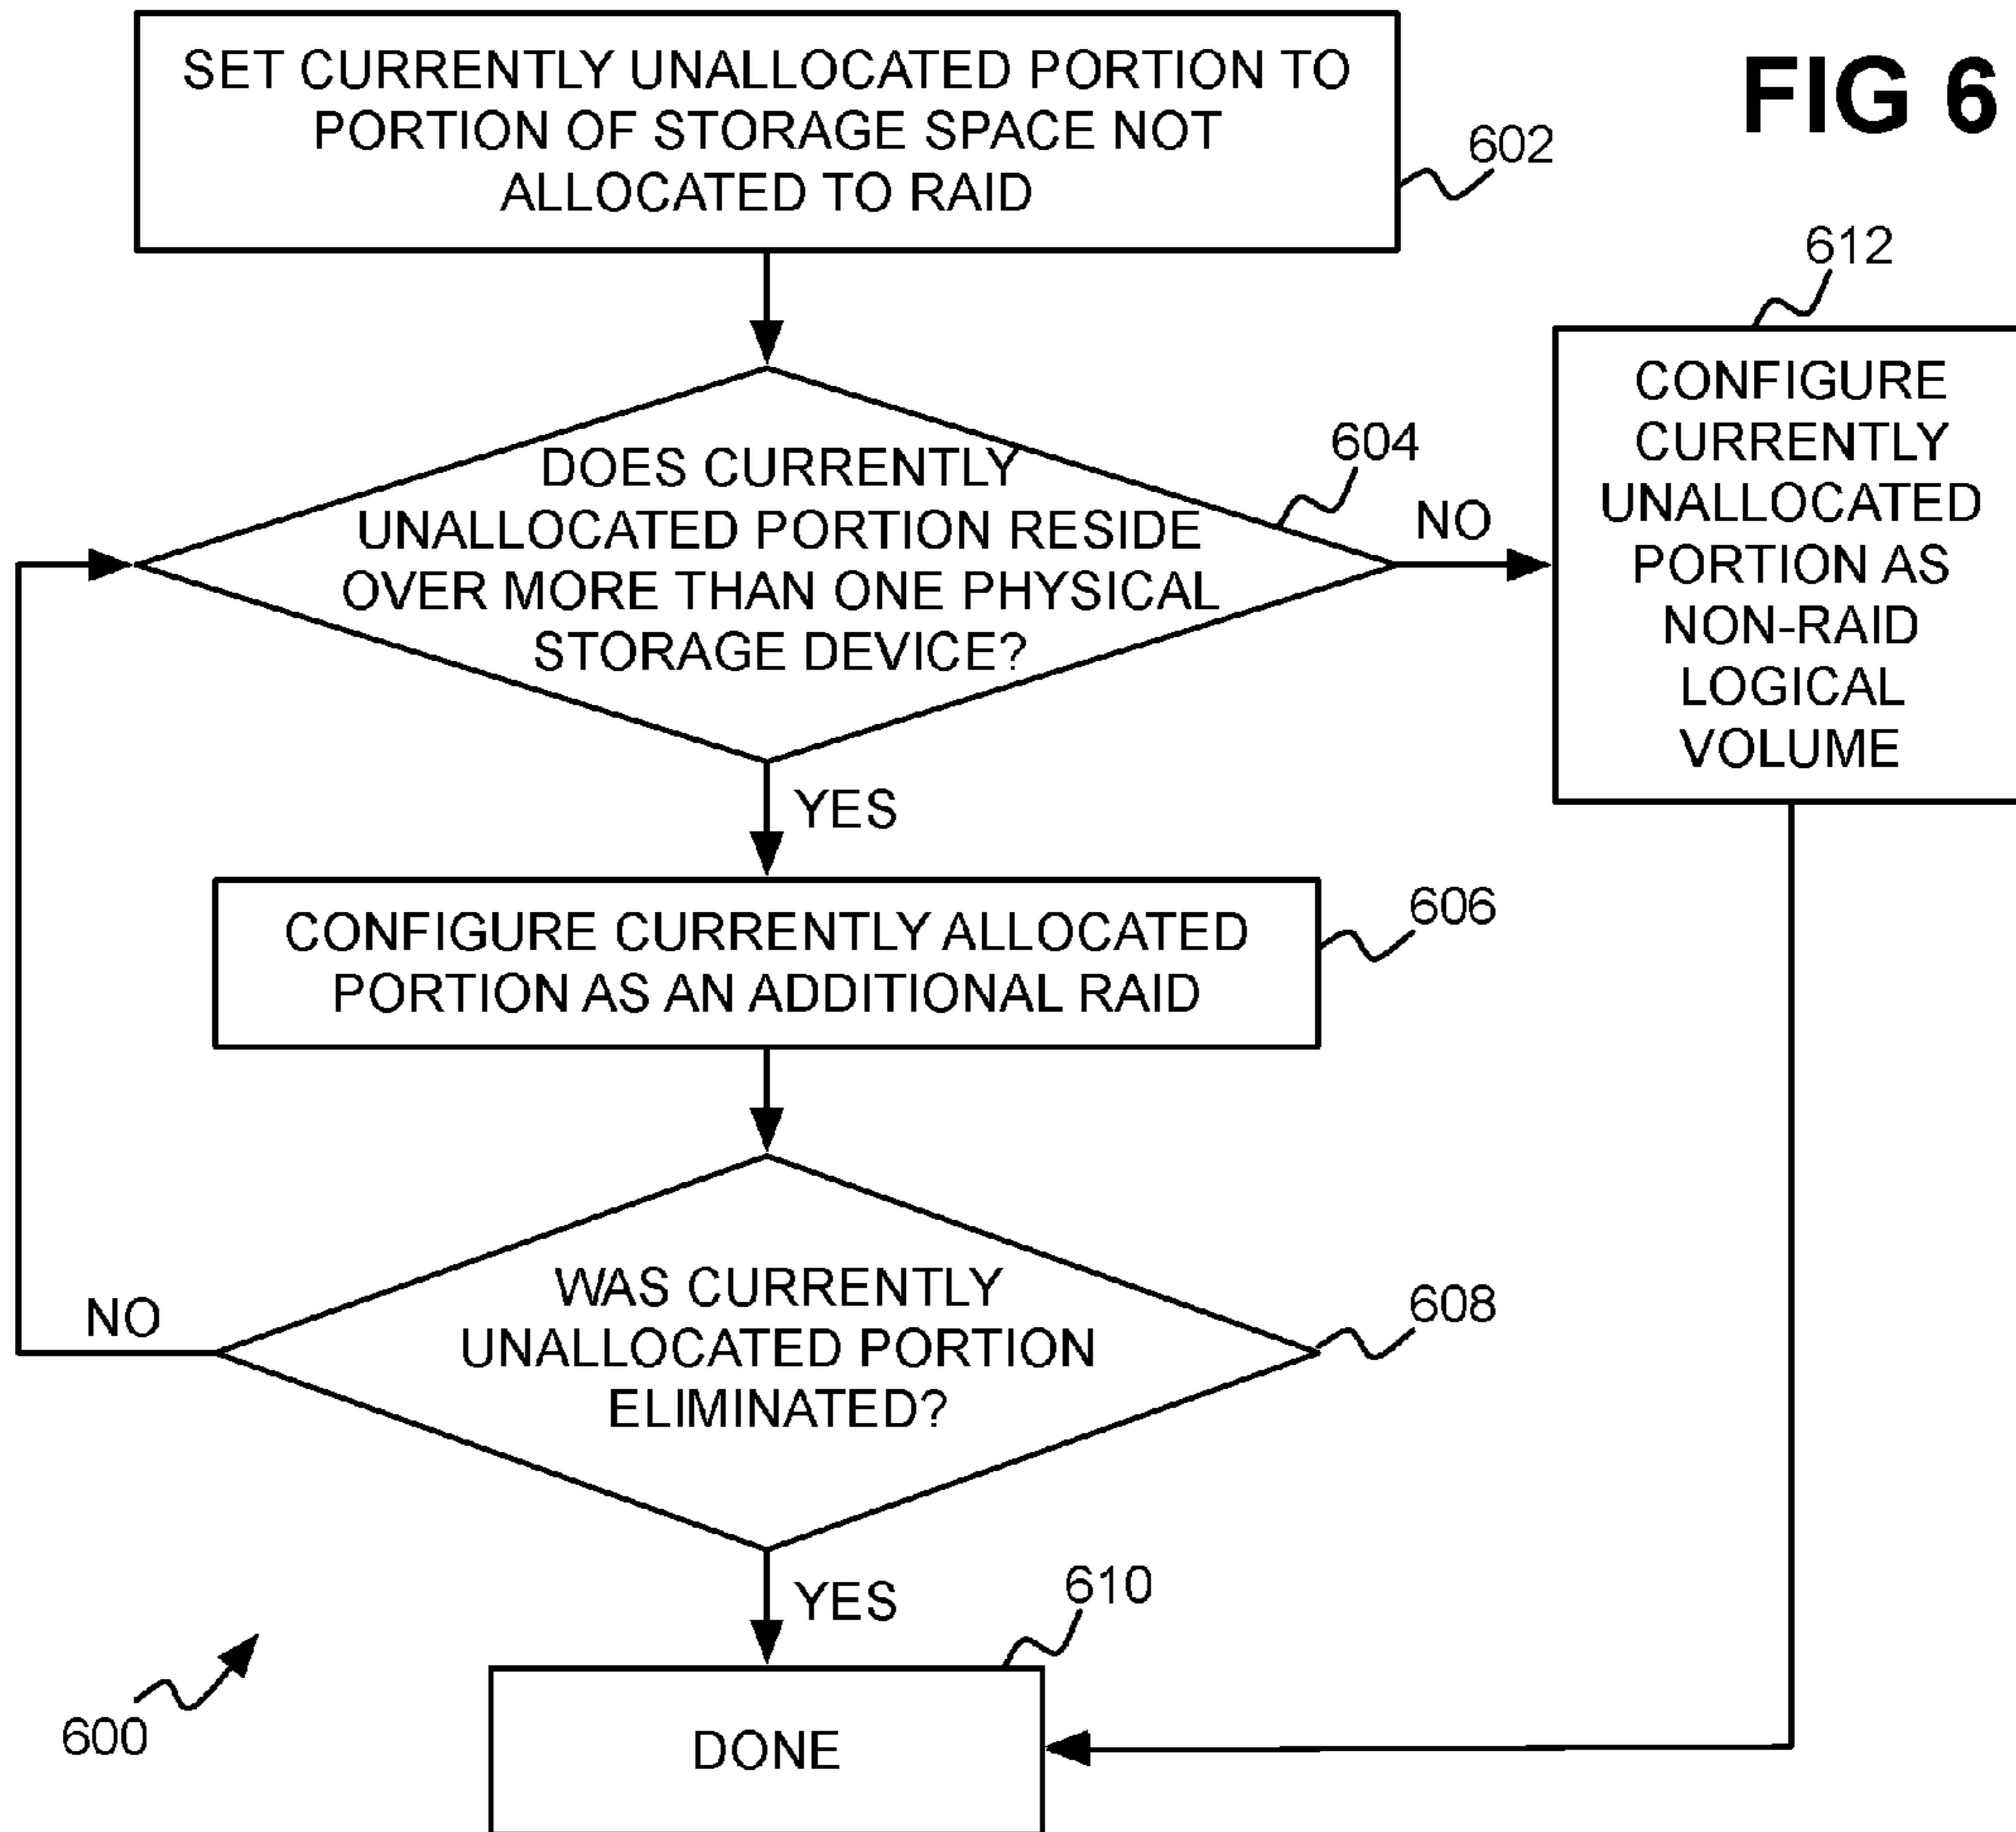 FIG 6
SET CURRENTLY UNALLOCATED PORTION TO
PORTION OF STORAGE SPACE NOT
ALLOCATED TO RAID
602
DOES CURRENTLY
UNALLOCATED PORTION RESIDE
OVER MORE THAN ONE PHYSICAL
STORAGE DEVICE?
604
NO
612
CONFIGURE
CURRENTLY
UNALLOCATED
PORTION AS
NON-RAID
LOGICAL
VOLUME
YES
CONFIGURE CURRENTLY ALLOCATED
PORTION AS AN ADDITIONAL RAID
606
WAS CURRENTLY
UNALLOCATED PORTION
ELIMINATED?
608
NO
YES
610
DONE
600